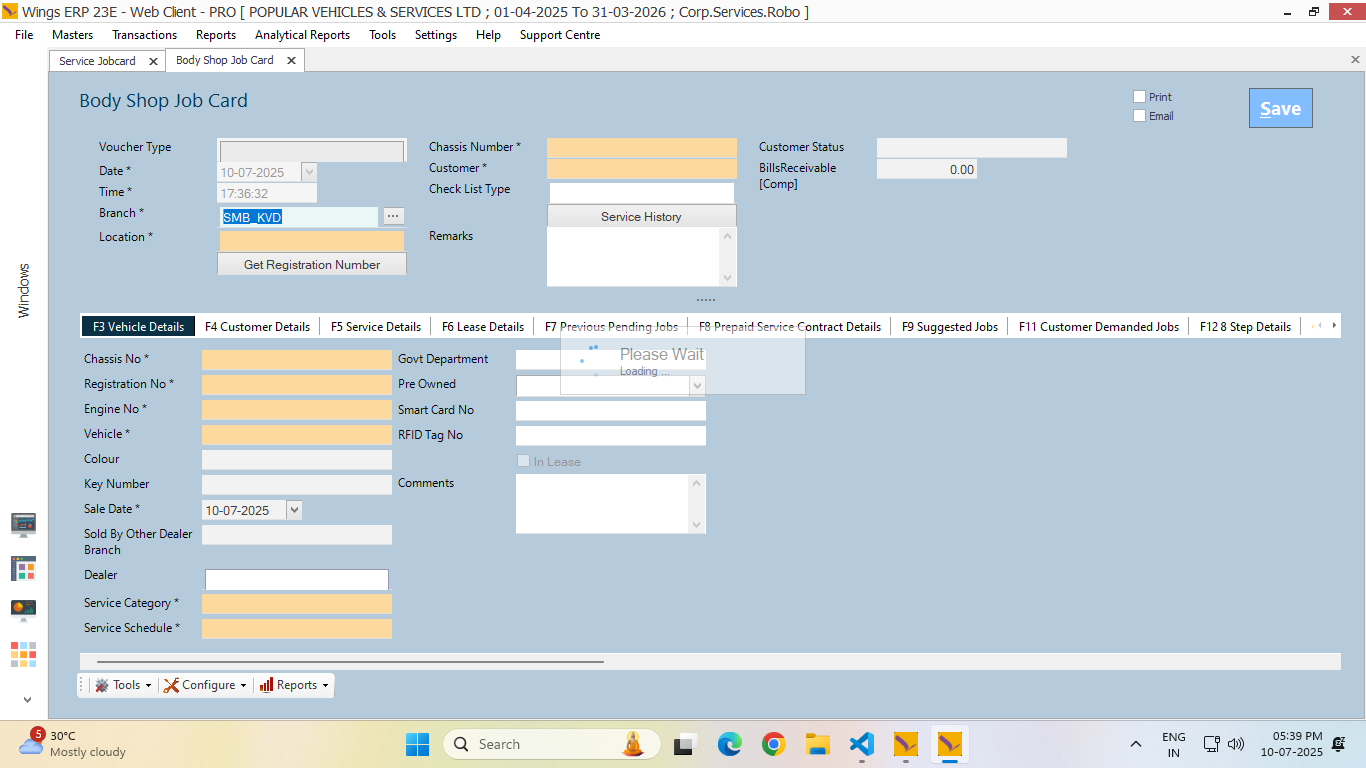 Wings ERP 23E - Web Client - PRO [ POPULAR VEHICLES & SERVICES LTD ; 01-04-2025 To 31-03-2026 ; Corp.Services.Robo ]
File Masters Transactions Reports Analytical Reports Tools Settings Help Support Centre
Service Jobcard Body Shop Job Card
Body Shop Job Card
Print
Email
Save
Voucher Type
Date *
10-07-2025
Time *
17:36:32
Branch *
SMB_KVD
...
Location *
Get Registration Number
Chassis Number *
Customer *
Check List Type
Service History
Remarks
Customer Status
BillsReceivable
[Comp]
0.00
Windows
F3 Vehicle Details F4 Customer Details F5 Service Details F6 Lease Details F7 Previous Pending Jobs F8 Prepaid Service Contract Details F9 Suggested Jobs F11 Customer Demanded Jobs F12 8 Step Details
Please Wait
Loading ...
Chassis No *
Registration No *
Engine No *
Vehicle *
Colour
Key Number
Sale Date *
10-07-2025
Sold By Other Dealer
Branch
Dealer
Service Category *
Service Schedule *
Govt Department
Pre Owned
Smart Card No
RFID Tag No
In Lease
Comments
Tools Configure Reports
5
30°C
Mostly cloudy
Search
ENG
IN
05:39 PM
10-07-2025